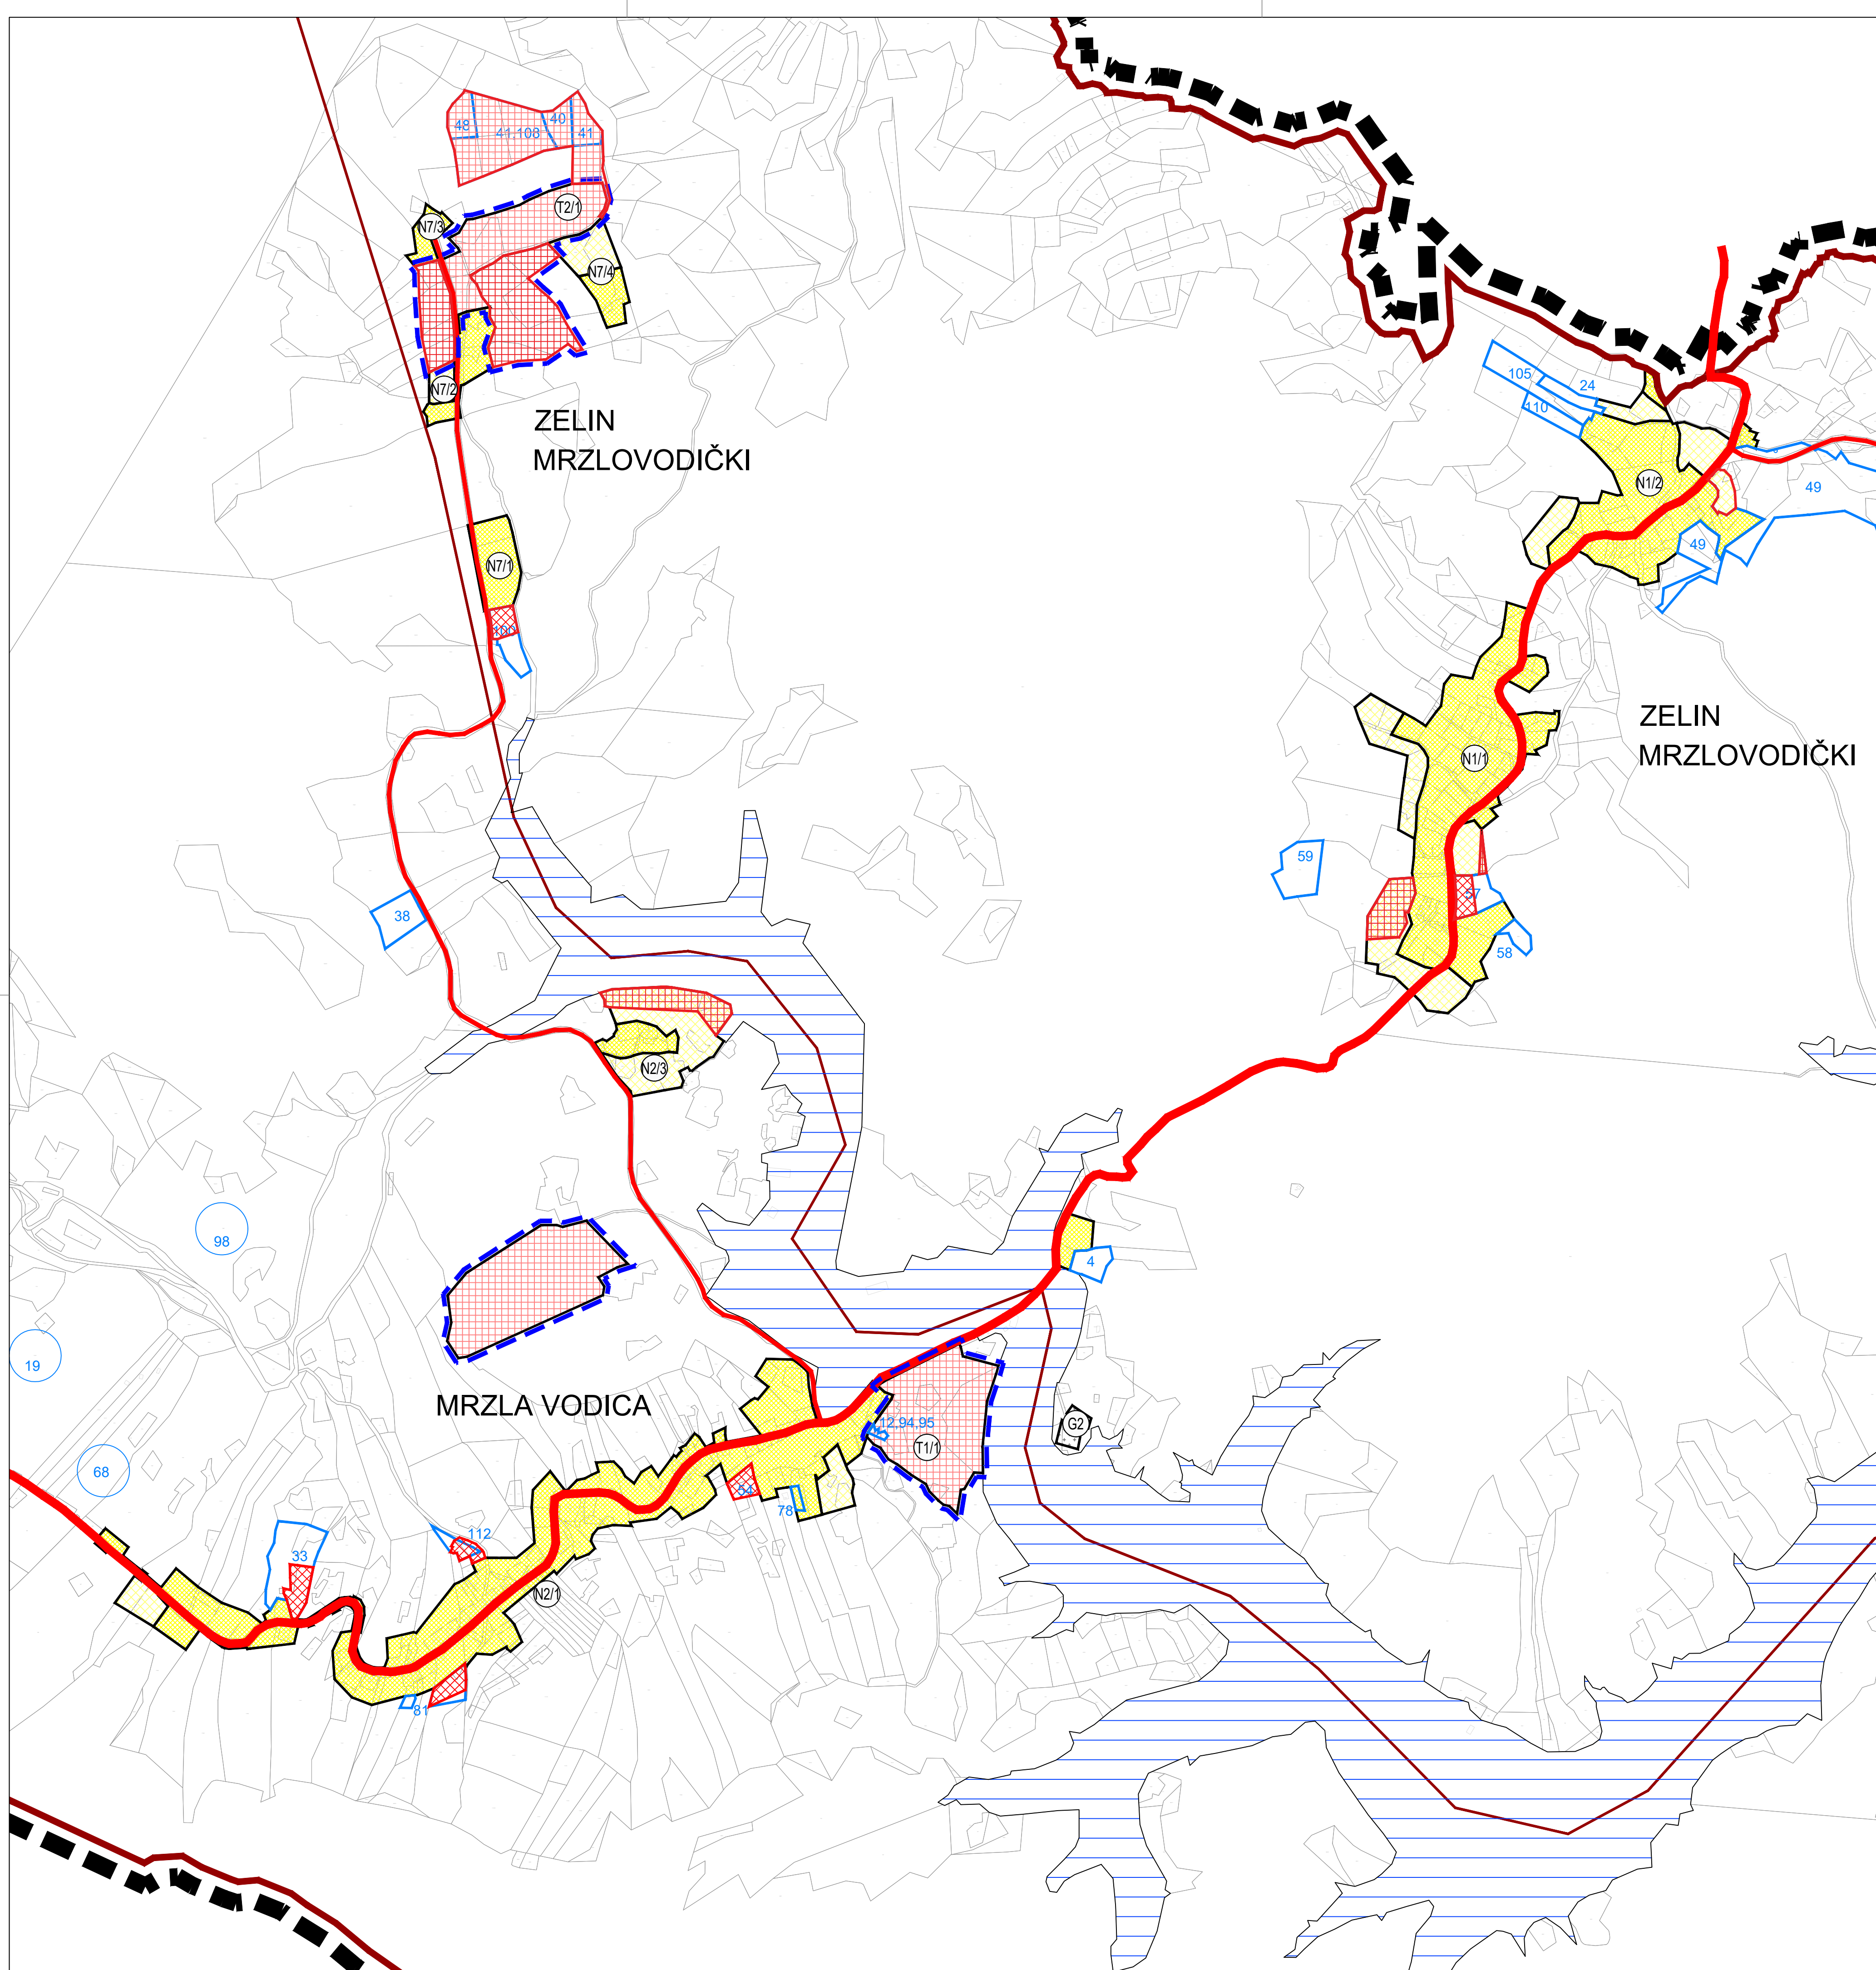 48
41,108
40
41
T2/1
N7/3
N7/4
N7/2
ZELIN
MRZLOVODIČKI
105
24
110
N1/2
49
49
N7/1
100
ZELIN
MRZLOVODIČKI
N1/1
59
57
58
38
N2/3
98
4
19
MRZLA VODICA
12,94,95
G2
T1/1
68
54
78
112
33
N2/1
81